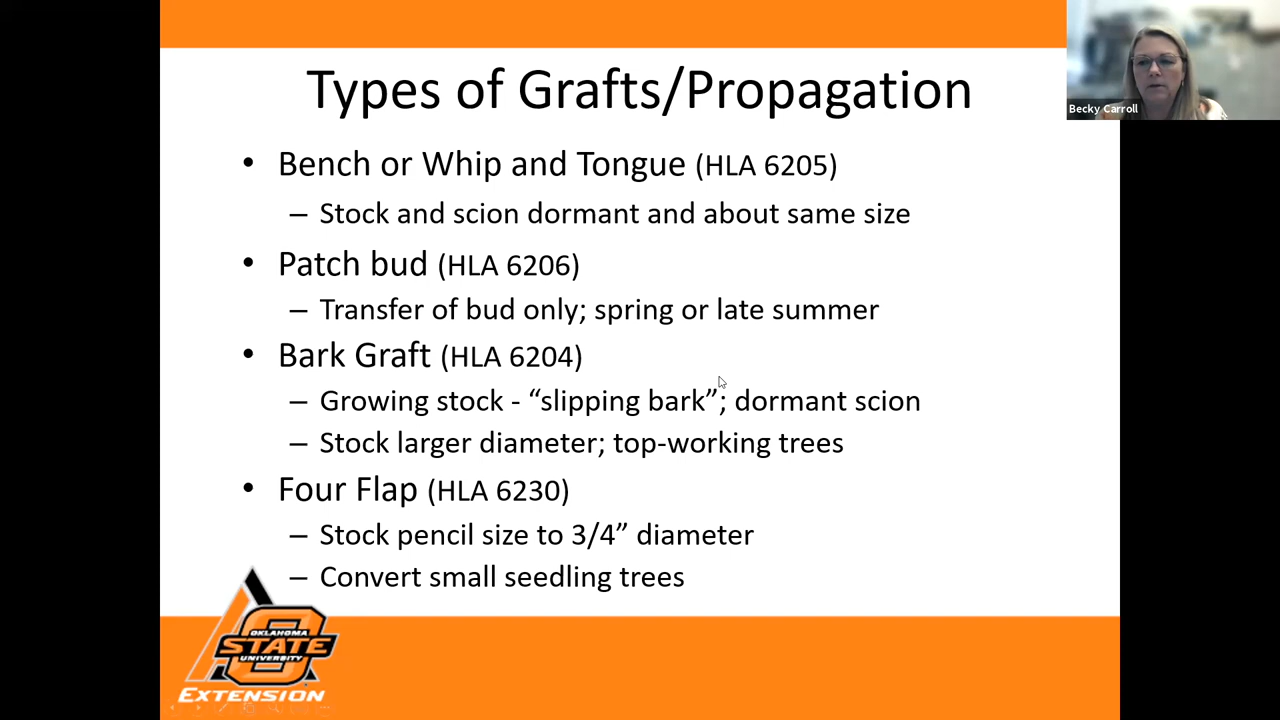 Types of Grafts/Propagation
Becky Carroll
• Bench or Whip and Tongue (HLA 6205)
– Stock and scion dormant and about same size
• Patch bud (HLA 6206)
– Transfer of bud only; spring or late summer
• Bark Graft (HLA 6204)
– Growing stock - “slipping bark”; dormant scion
– Stock larger diameter; top-working trees
• Four Flap (HLA 6230)
– Stock pencil size to 3/4” diameter
– Convert small seedling trees
OKLAHOMA
STATE
UNIVERSITY
EXTENSION